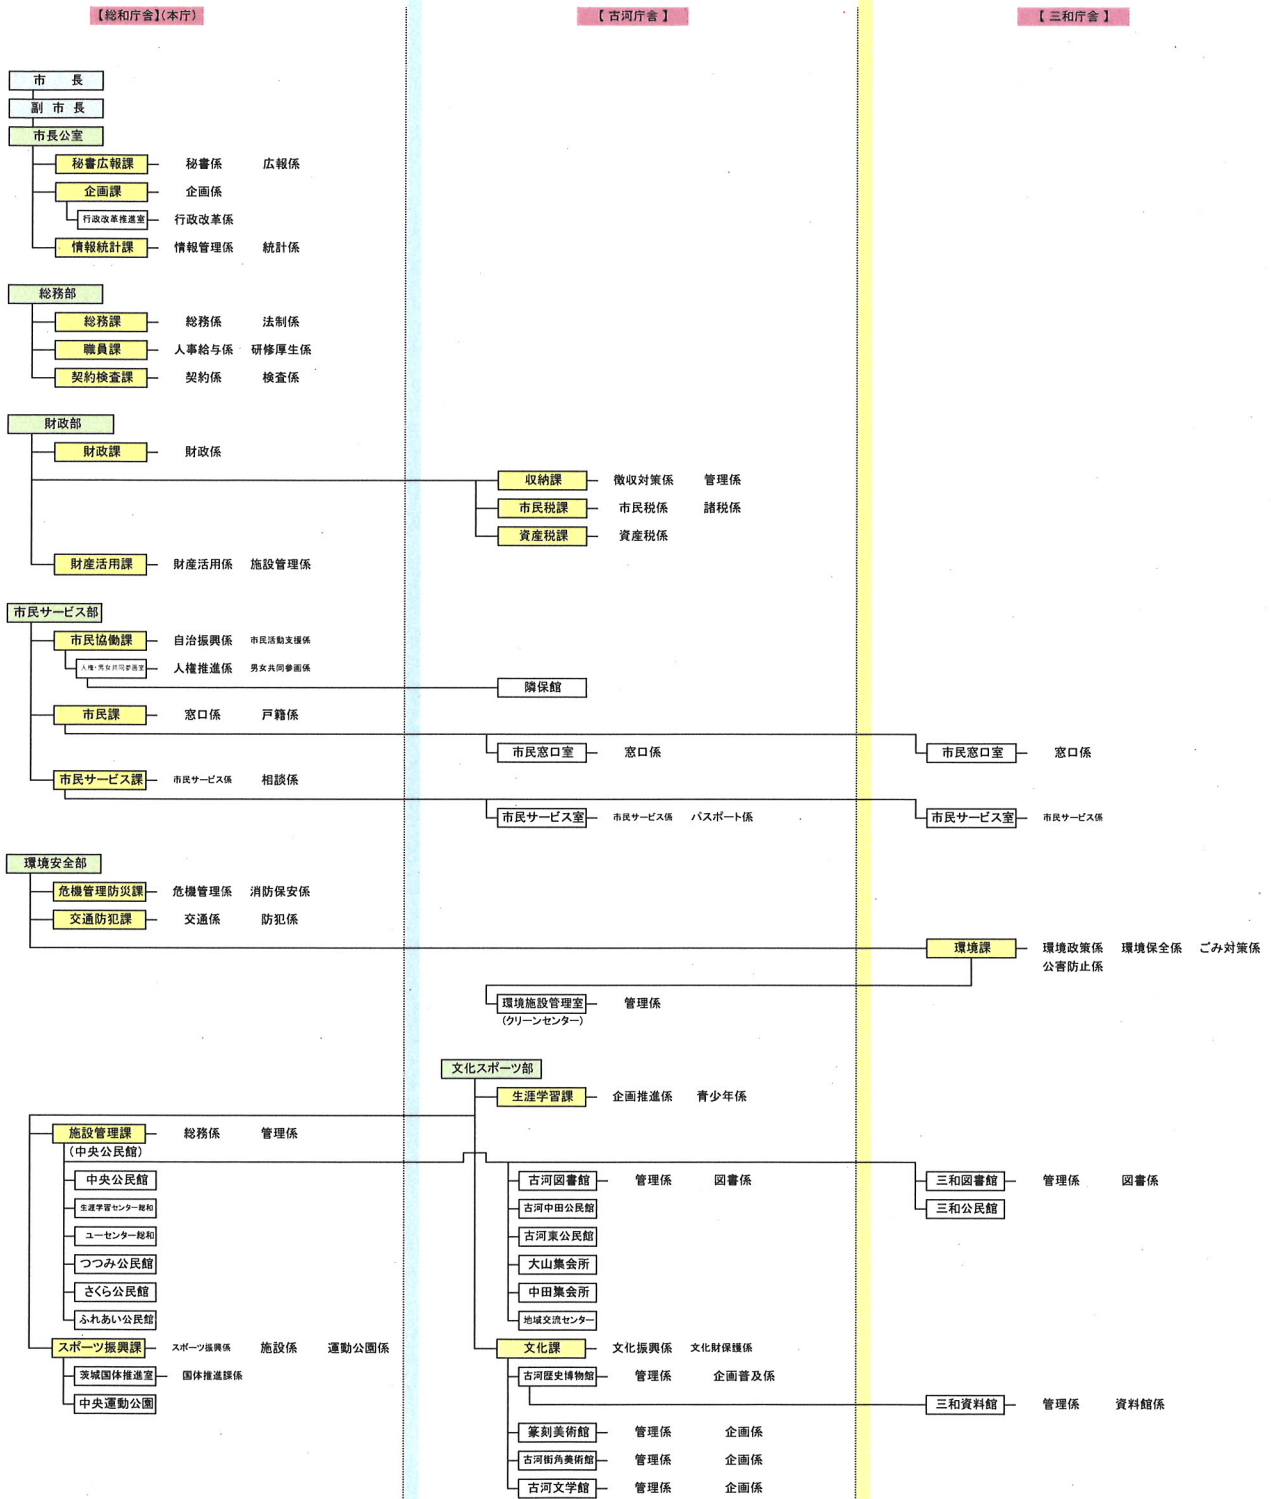 【総和庁舎】(本庁)
【 古河庁舎 】
【 三和庁舎 】
市　長
副 市 長
市長公室
秘書広報課 秘書係 広報係
企画課 企画係
行政改革推進室 行政改革係
情報統計課 情報管理係 統計係
総務部
総務課 総務係 法制係
職員課 人事給与係 研修厚生係
契約検査課 契約係 検査係
財政部
財政課 財政係
収納課 徴収対策係 管理係
市民税課 市民税係 諸税係
資産税課 資産税係
財産活用課 財産活用係 施設管理係
市民サービス部
市民協働課 自治振興係 市民活動支援係
人権・男女共同参画室 人権推進係 男女共同参画係
隣保館
市民課 窓口係 戸籍係
市民窓口室 窓口係 市民窓口室 窓口係
市民サービス課 市民サービス係 相談係
市民サービス室 市民サービス係 パスポート係 市民サービス室 市民サービス係
環境安全部
危機管理防災課 危機管理係 消防保安係
交通防犯課 交通係 防犯係
環境課 環境政策係 環境保全係 ごみ対策係
公害防止係
環境施設管理室 管理係
(クリーンセンター)
文化スポーツ部
生涯学習課 企画推進係 青少年係
施設管理課 総務係 管理係
(中央公民館)
中央公民館 古河図書館 管理係 図書係 三和図書館 管理係 図書係
生涯学習センター総和 古河中田公民館 三和公民館
ユーセンター総和 古河東公民館
つつみ公民館 大山集会所
さくら公民館 中田集会所
ふれあい公民館 地域交流センター
スポーツ振興課 スポーツ振興係 施設係 運動公園係 文化課 文化振興係 文化財保護係
茨城国体推進室 国体推進課係 古河歴史博物館 管理係 企画普及係
中央運動公園 三和資料館 管理係 資料館係
篆刻美術館 管理係 企画係
古河街角美術館 管理係 企画係
古河文学館 管理係 企画係